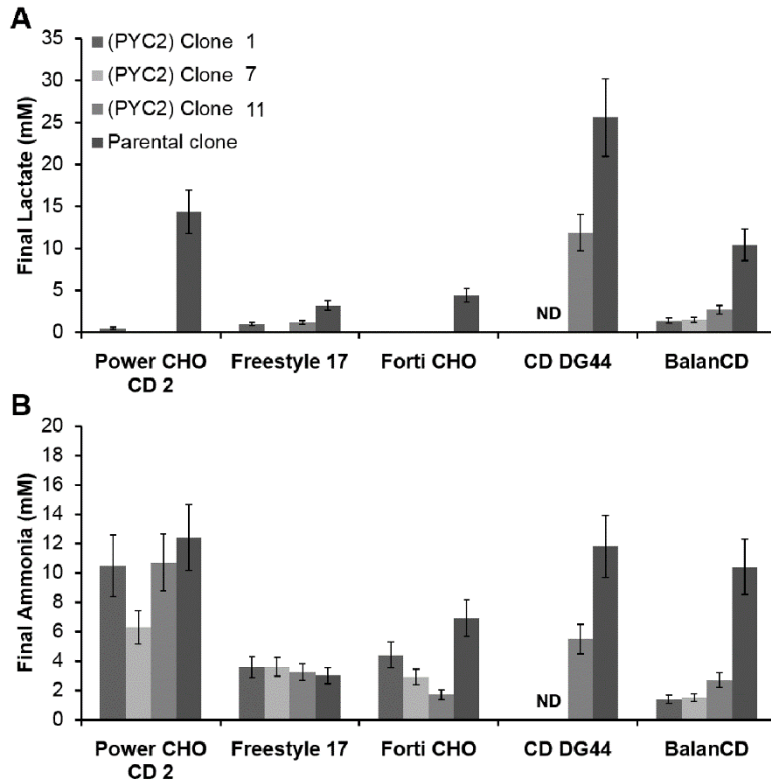 A
Final Lactate (mM)
35
30
25
20
15
10
5
0
(PYC2) Clone 1
(PYC2) Clone 7
(PYC2) Clone 11
Parental clone
ND
Power CHO
CD 2
Freestyle 17
Forti CHO
CD DG44
BalanCD
B
Final Ammonia (mM)
20
18
16
14
12
10
8
6
4
2
0
ND
Power CHO
CD 2
Freestyle 17
Forti CHO
CD DG44
BalanCD